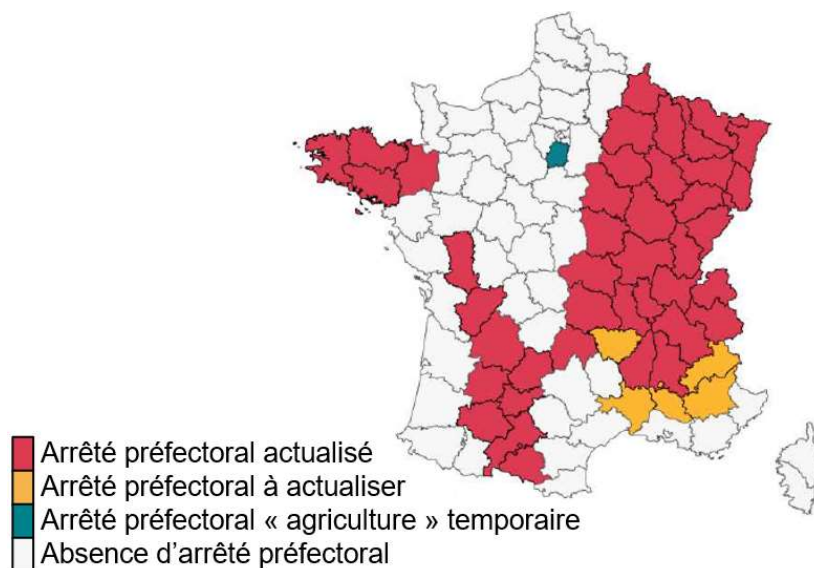 Arrêté préfectoral actualisé
Arrêté préfectoral à actualiser
Arrêté préfectoral « agriculture » temporaire
Absence d’arrêté préfectoral